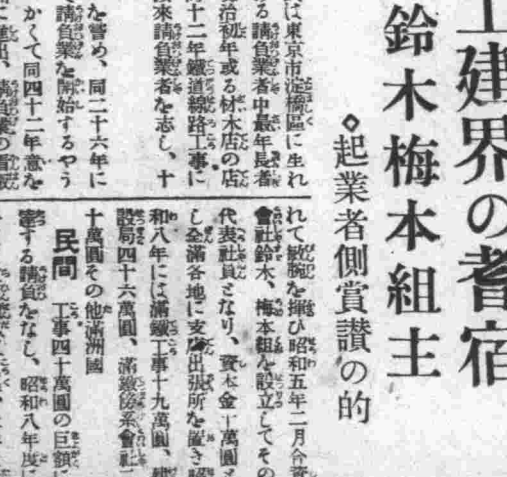 土建界の耆宿
鈴木梅本組主
◇起業者側賞讃の的
は東京市淀橋區に生れ
る請負業者中最年長者
治初年或る材木店の店
十二年鐵道線路工事に
來請負業者を志し、十
を嘗め、同二十六年に
請負業を開始するやう
かくて同四十二年意を
れて敏腕を揮ひ昭和五年二月合資
會社鈴木、梅本組を設立してその
代表社員となり、資本金十萬圓
し全滿各地に支店出張所を置き昭
和八年には滿鐵工事十九萬圓、
設局四十六萬圓、滿鐵係系會社二
十萬圓その他滿洲國
民間 工事四十萬圓の巨額に
する請負をなし、昭和八年度に